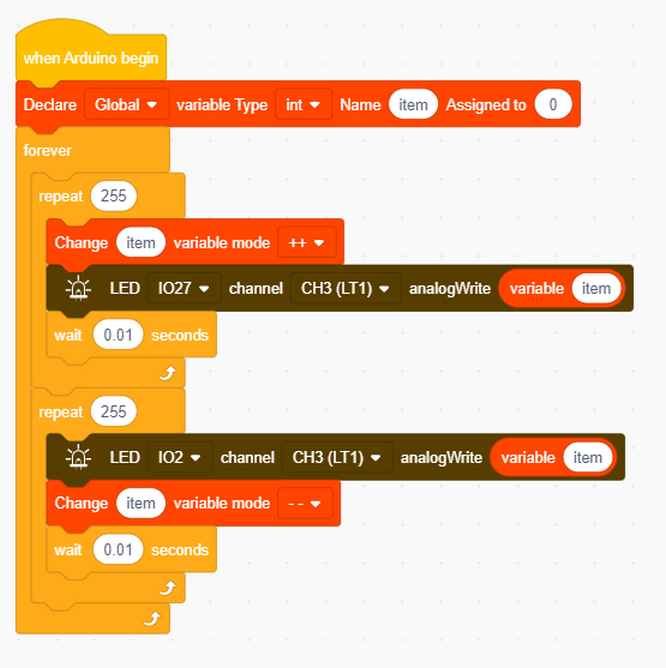 when Arduino begin
Declare Global variable Type int Name item Assigned to 0
forever
repeat 255
Change item variable mode ++
LED IO27 channel CH3 (LT1) analogWrite variable item
wait 0.01 seconds
repeat 255
LED IO2 channel CH3 (LT1) analogWrite variable item
Change item variable mode --
wait 0.01 seconds